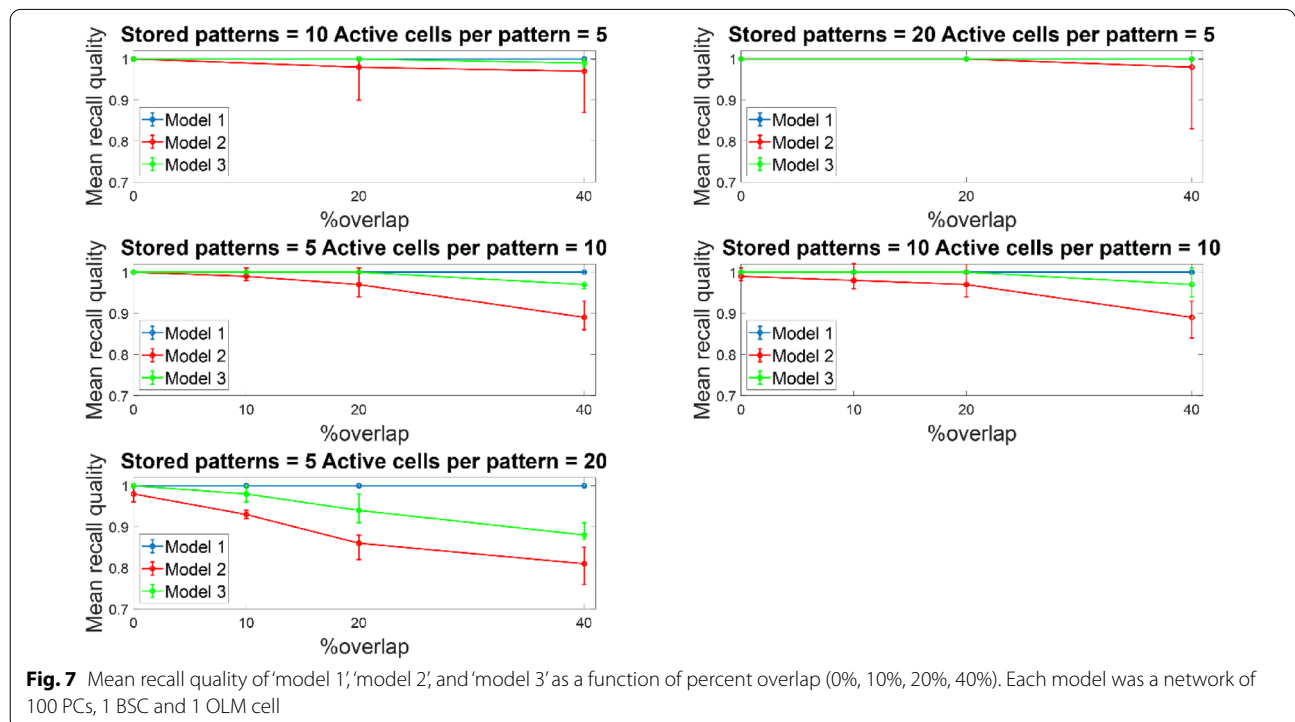 Stored patterns = 10 Active cells per pattern = 5
Mean recall quality
1
0.9
0.8
0.7
Model 1
Model 2
Model 3
0
20
40
%overlap
Stored patterns = 20 Active cells per pattern = 5
Mean recall quality
1
0.9
0.8
0.7
Model 1
Model 2
Model 3
0
20
40
%overlap
Stored patterns = 5 Active cells per pattern = 10
Mean recall quality
1
0.9
0.8
0.7
Model 1
Model 2
Model 3
0
10
20
40
%overlap
Stored patterns = 10 Active cells per pattern = 10
Mean recall quality
1
0.9
0.8
0.7
Model 1
Model 2
Model 3
0
10
20
40
%overlap
Stored patterns = 5 Active cells per pattern = 20
Mean recall quality
1
0.9
0.8
0.7
Model 1
Model 2
Model 3
0
10
20
40
%overlap
Fig. 7 Mean recall quality of ‘model 1’, ‘model 2’, and ‘model 3’ as a function of percent overlap (0%, 10%, 20%, 40%). Each model was a network of
100 PCs, 1 BSC and 1 OLM cell